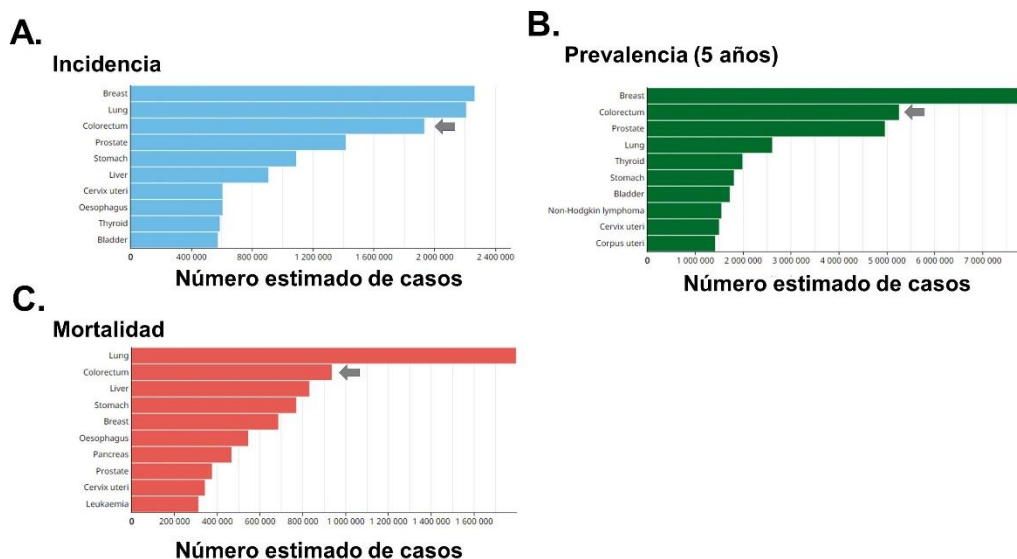 A.
Incidencia
Breast
Lung
Colorectum
Prostate
Stomach
Liver
Cervix uteri
Oesophagus
Thyroid
Bladder
0 400 000 800 000 1 200 000 1 600 000 2 000 000 2 400 000
Número estimado de casos
B.
Prevalencia (5 años)
Breast
Colorectum
Prostate
Lung
Thyroid
Stomach
Bladder
Non-Hodgkin lymphoma
Cervix uteri
Corpus uteri
0 1 000 000 2 000 000 3 000 000 4 000 000 5 000 000 6 000 000 7 000 000
Número estimado de casos
C.
Mortalidad
Lung
Colorectum
Liver
Stomach
Breast
Oesophagus
Pancreas
Prostate
Cervix uteri
Leukaemia
0 200 000 400 000 600 000 800 000 1 000 000 1 200 000 1 400 000 1 600 000
Número estimado de casos